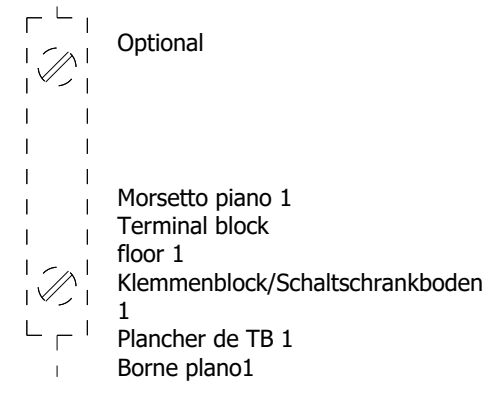 Optional
Morsetto piano 1
Terminal block
floor 1
Klemmenblock/Schaltschrankboden
1
Plancher de TB 1
Borne plano1